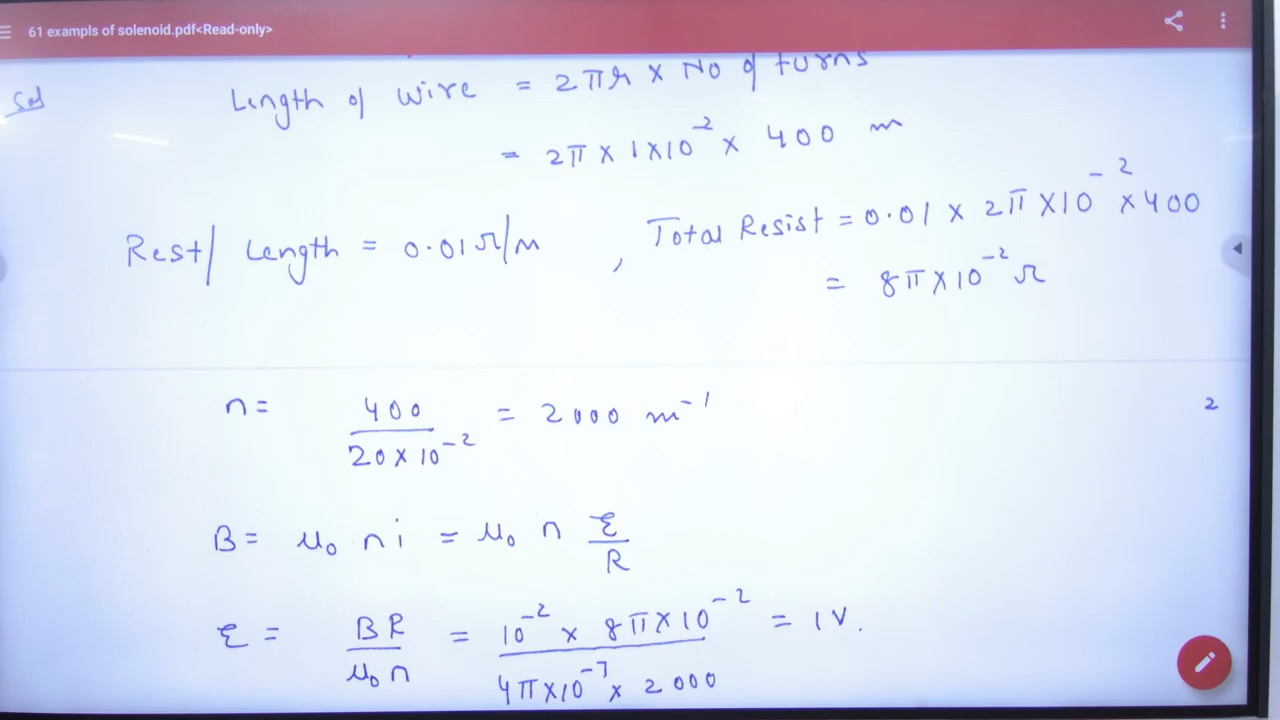 61 exampls of solenoid.pdf<Read-only>
Sol
Length of wire = 2πr × No of turns
= 2π × 1×10⁻² × 400 m
Rest/ Length = 0.01Ω/m , Total Resist = 0.01 × 2π×10⁻² ×400
= 8π×10⁻² Ω
n = 400 / 20×10⁻² = 2000 m⁻¹
2
B = μ₀ n i = μ₀ n ℰ / R
ℰ = BR / μ₀ n = 10⁻² × 8π×10⁻² / 4π×10⁻⁷ × 2000 = 1V.